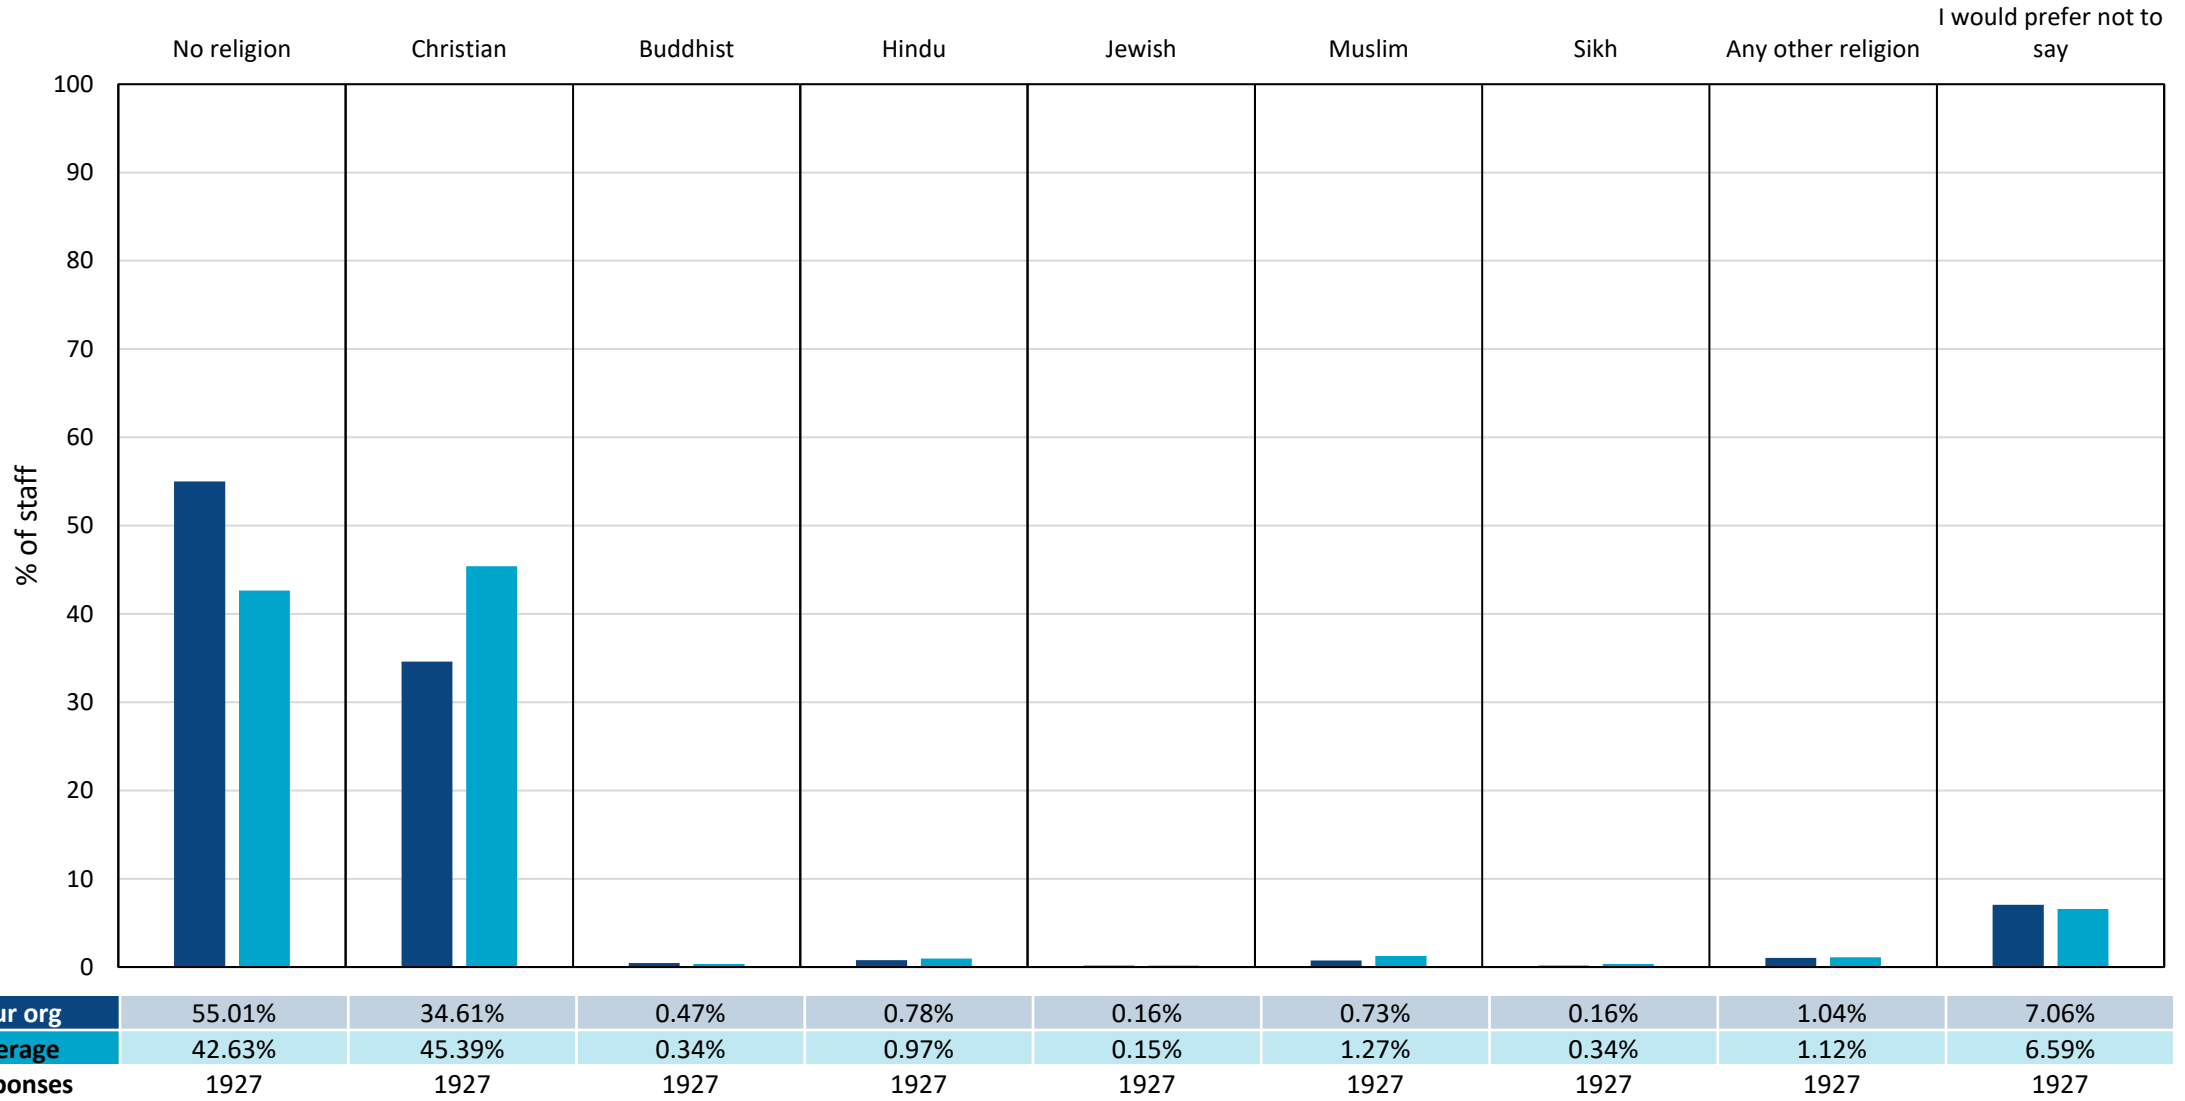 I would prefer not to
No religion Christian Buddhist Hindu Jewish Muslim Sikh Any other religion say
100
90
80
70
60
50
40
30
20
10
0
% of staff
ur org 55.01% 34.61% 0.47% 0.78% 0.16% 0.73% 0.16% 1.04% 7.06%
erage 42.63% 45.39% 0.34% 0.97% 0.15% 1.27% 0.34% 1.12% 6.59%
ponses 1927 1927 1927 1927 1927 1927 1927 1927 1927